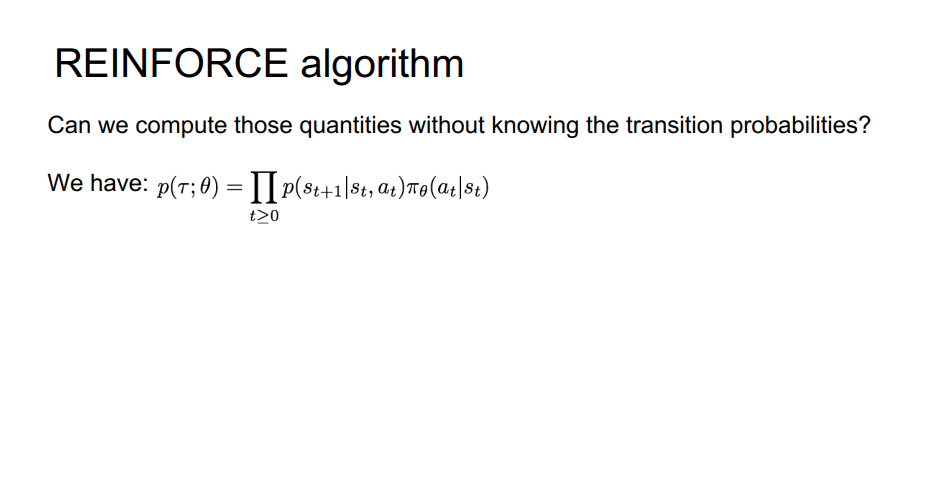 REINFORCE algorithm
Can we compute those quantities without knowing the transition probabilities?
We have: p(τ; θ) = ∏_{t≥0} p(s_{t+1}|s_t, a_t)π_θ(a_t|s_t)